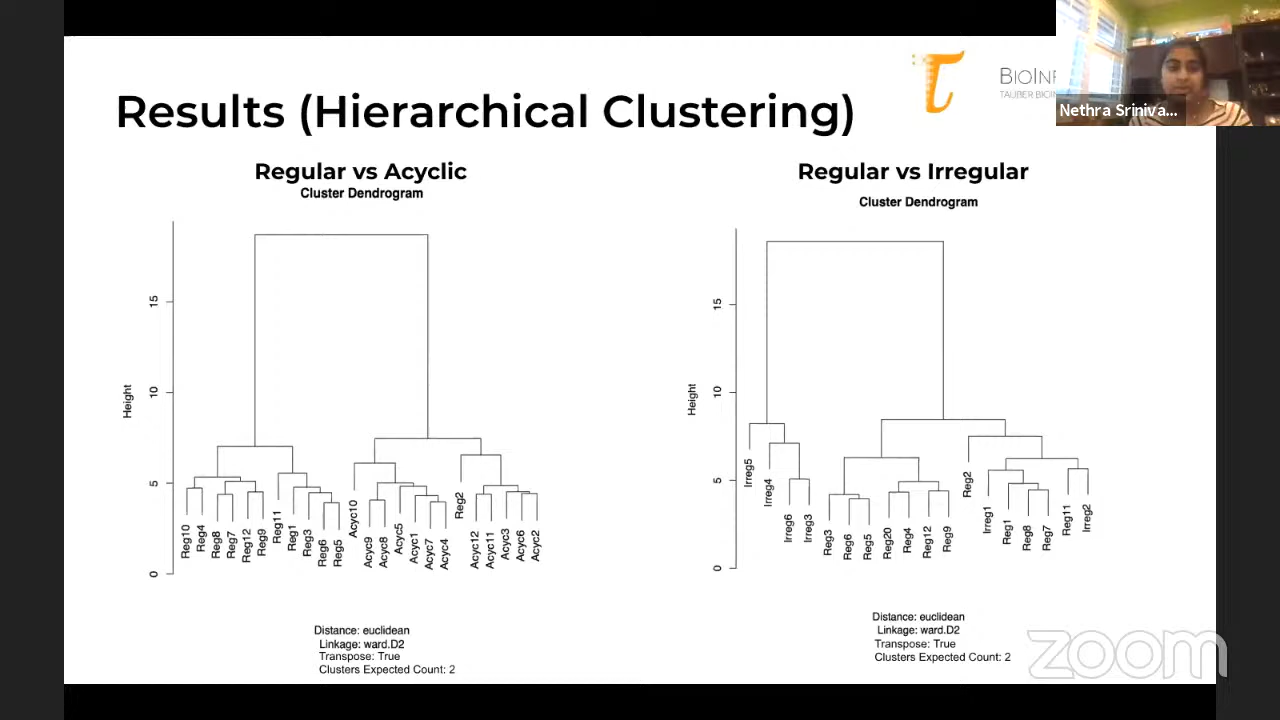 Results (Hierarchical Clustering)
BIOINF
TAUBER BIOIN
Nethra Sriniva...
Regular vs Acyclic
Cluster Dendrogram
Height
0
5
10
15
Reg10
Reg4
Reg8
Reg7
Reg12
Reg9
Reg11
Reg1
Reg3
Reg6
Reg5
Acyc10
Acyc9
Acyc8
Acyc5
Acyc1
Acyc7
Acyc4
Reg2
Acyc12
Acyc11
Acyc3
Acyc6
Acyc2
Distance: euclidean
Linkage: ward.D2
Transpose: True
Clusters Expected Count: 2
Regular vs Irregular
Cluster Dendrogram
Height
0
5
10
15
Irreg5
Irreg4
Irreg6
Irreg3
Reg3
Reg6
Reg5
Reg20
Reg4
Reg12
Reg9
Reg2
Irreg1
Reg1
Reg8
Reg7
Reg11
Irreg2
Distance: euclidean
Linkage: ward.D2
Transpose: True
Clusters Expected Count: 2
zoom